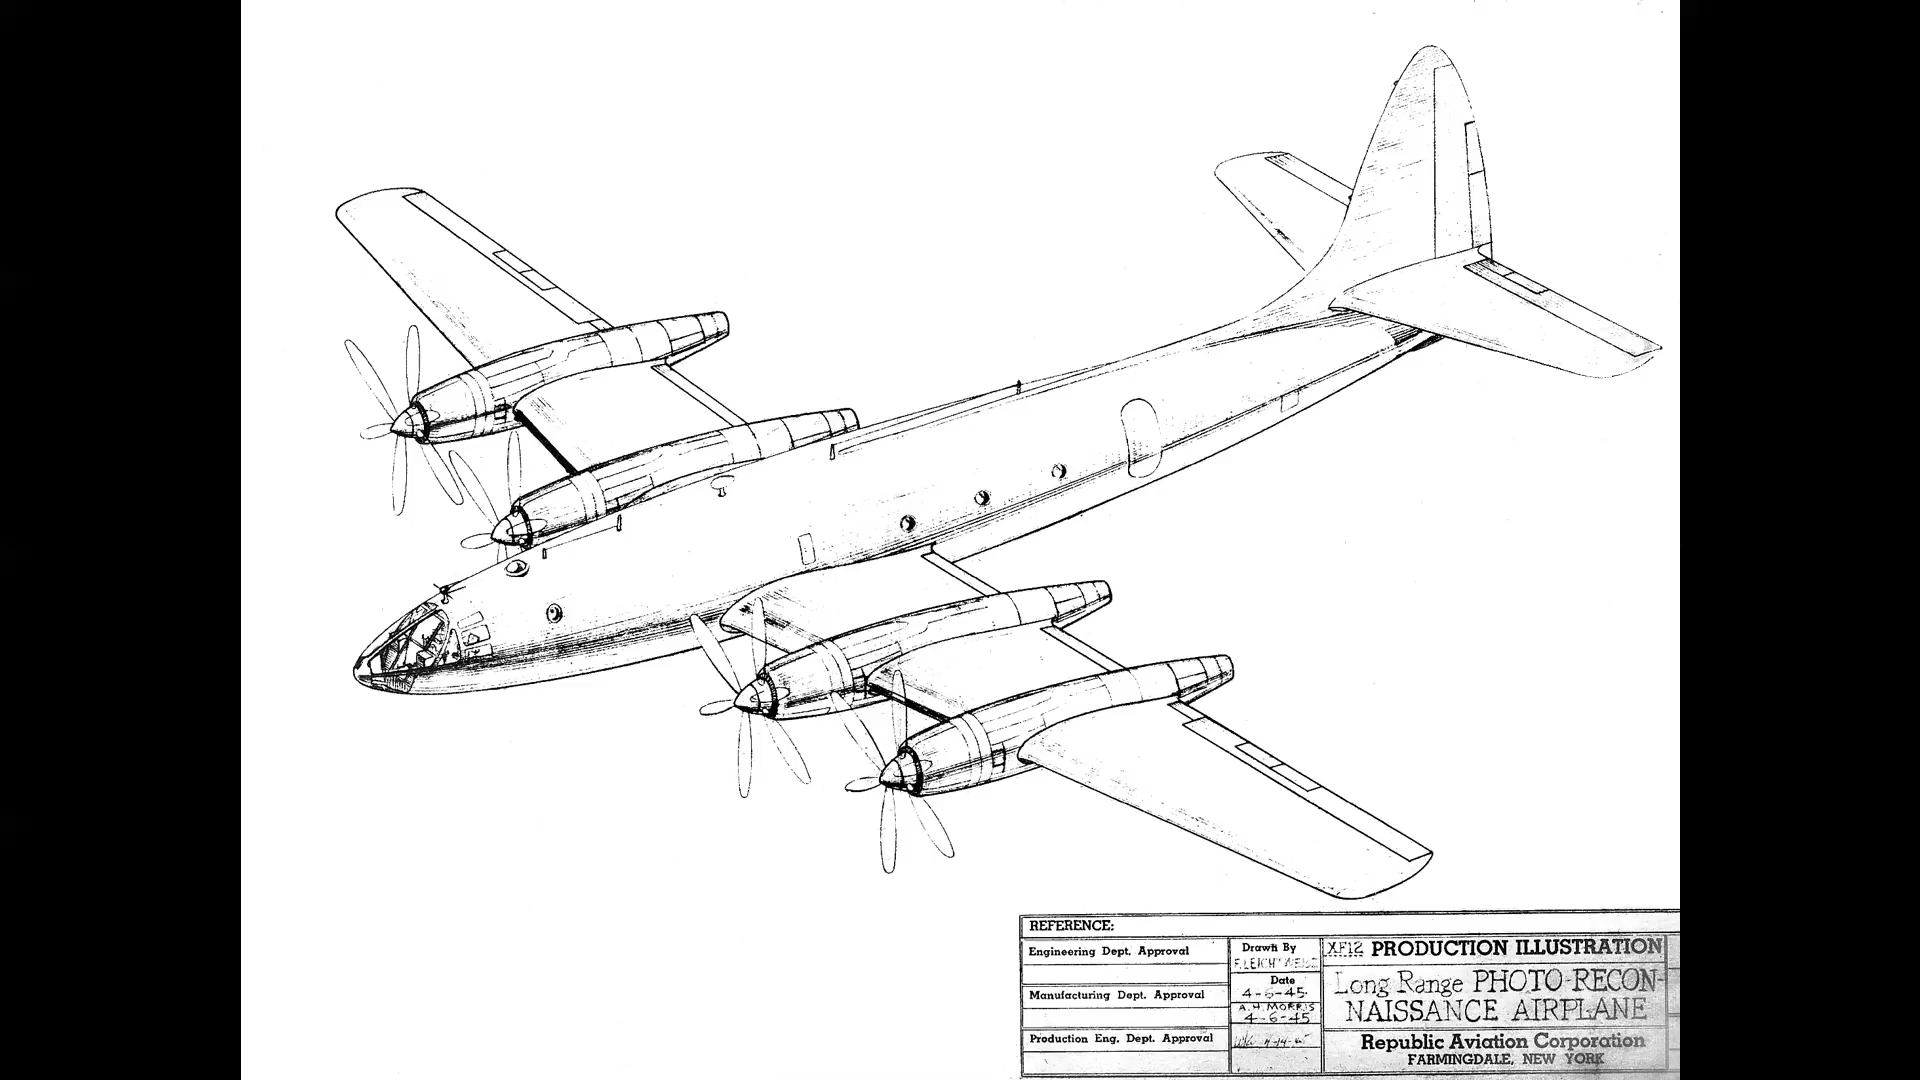 REFERENCE:
Engineering Dept. Approval
Manufacturing Dept. Approval
Production Eng. Dept. Approval
Drawn By
Date
4-6-45
A. H. MORRIS
4-6-45
XF12 PRODUCTION ILLUSTRATION
Long Range PHOTO-RECON-
NAISSANCE AIRPLANE
Republic Aviation Corporation
FARMINGDALE, NEW YORK